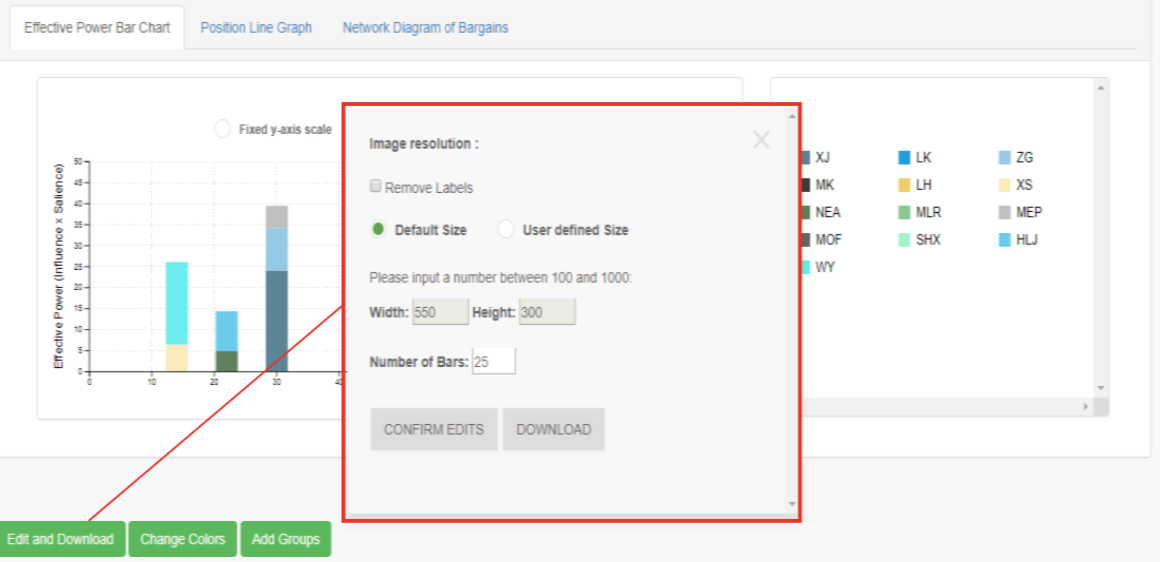 Effective Power Bar Chart Position Line Graph Network Diagram of Bargains
Fixed y-axis scale
Effective Power (Influence x Salience)
50
45
40
35
30
25
20
15
10
5
0
0 10 20 30 40
Image resolution :
X
Remove Labels
Default Size User defined Size
Please input a number between 100 and 1000:
Width: 550 Height: 300
Number of Bars: 25
CONFIRM EDITS DOWNLOAD
XJ LK ZG
MK LH XS
NEA MLR MEP
MOF SHX HLJ
WY
Edit and Download Change Colors Add Groups